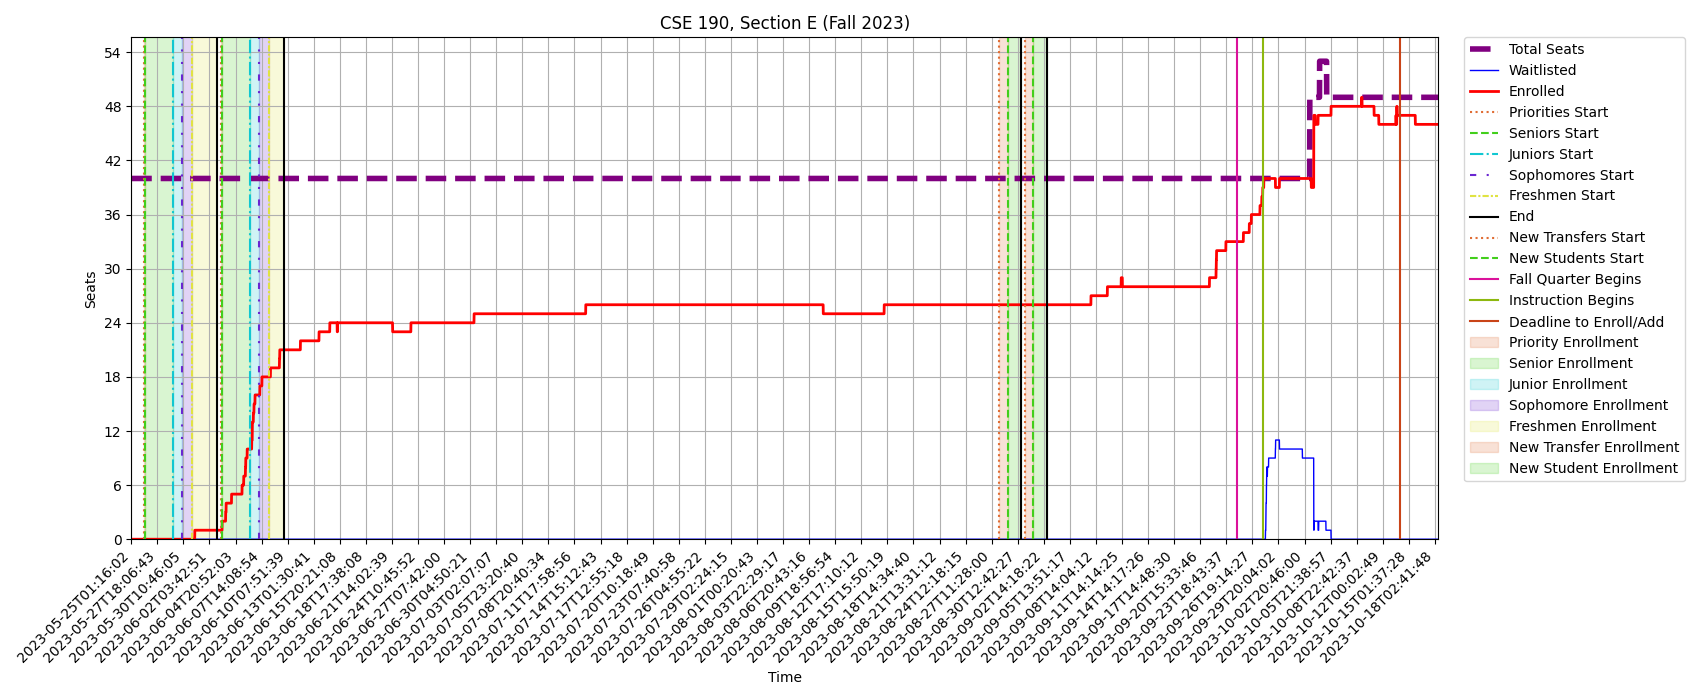 CSE 190, Section E (Fall 2023)
54
48
42
36
30
24
18
12
6
0
Seats
2023-05-25T01:16:02
2023-05-27T18:06:43
2023-05-30T10:46:05
2023-06-02T03:42:51
2023-06-04T20:52:03
2023-06-07T14:08:54
2023-06-10T07:51:39
2023-06-13T01:30:41
2023-06-15T20:21:08
2023-06-18T17:38:08
2023-06-21T14:02:39
2023-06-24T10:45:52
2023-06-27T07:42:00
2023-06-30T04:50:21
2023-07-03T02:07:07
2023-07-05T23:20:40
2023-07-08T20:40:34
2023-07-11T17:58:56
2023-07-14T15:12:43
2023-07-17T12:55:18
2023-07-20T10:18:49
2023-07-23T07:40:58
2023-07-26T04:55:22
2023-07-29T02:24:15
2023-08-01T00:20:43
2023-08-03T22:29:17
2023-08-06T20:43:16
2023-08-09T18:56:54
2023-08-12T17:10:12
2023-08-15T15:50:19
2023-08-18T14:34:40
2023-08-21T13:31:12
2023-08-24T12:18:15
2023-08-27T11:28:00
2023-08-30T12:42:27
2023-09-02T14:18:22
2023-09-05T13:51:17
2023-09-08T14:04:12
2023-09-11T14:14:25
2023-09-14T14:17:26
2023-09-17T14:48:30
2023-09-20T15:33:46
2023-09-23T18:43:37
2023-09-26T19:14:27
2023-09-29T20:04:02
2023-10-02T20:46:00
2023-10-05T21:38:57
2023-10-08T22:42:37
2023-10-12T00:02:49
2023-10-15T01:37:28
2023-10-18T02:41:48
Time
Total Seats
Waitlisted
Enrolled
Priorities Start
Seniors Start
Juniors Start
Sophomores Start
Freshmen Start
End
New Transfers Start
New Students Start
Fall Quarter Begins
Instruction Begins
Deadline to Enroll/Add
Priority Enrollment
Senior Enrollment
Junior Enrollment
Sophomore Enrollment
Freshmen Enrollment
New Transfer Enrollment
New Student Enrollment